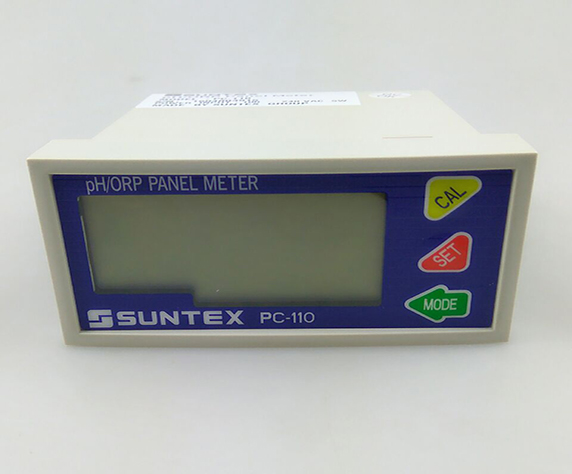 pH/ORP PANEL METER
CAL
SET
MODE
SUNTEX PC-110